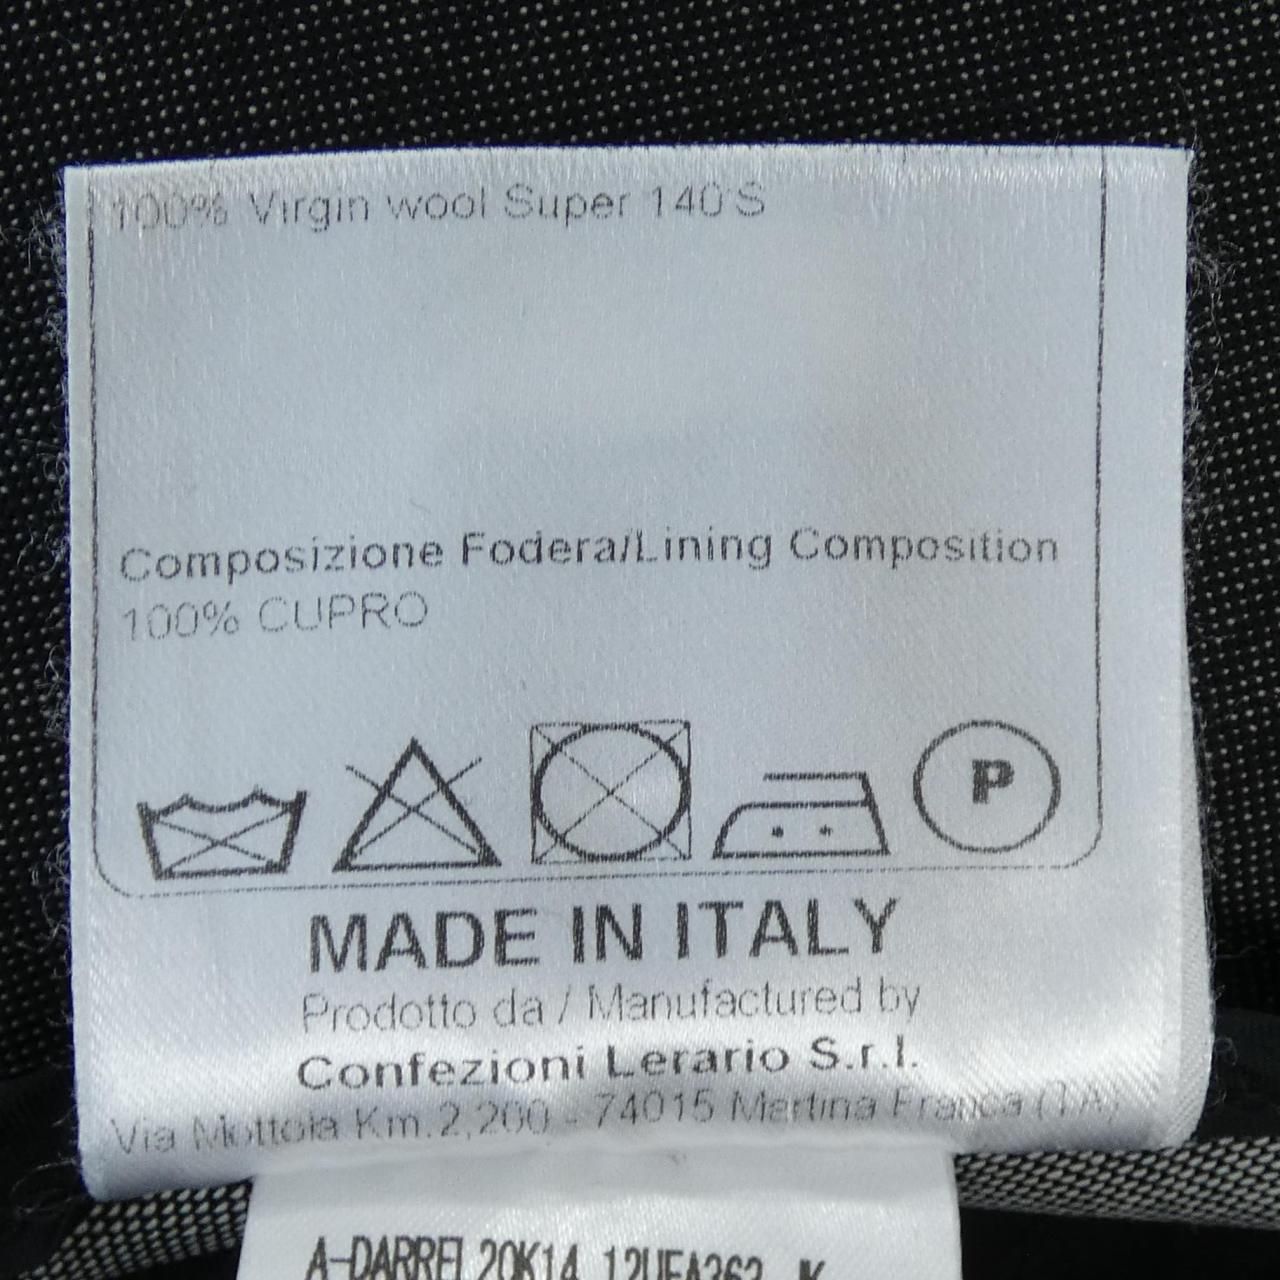 100% Virgin wool Super 140'S
Composizione Fodera/Lining Composition
100% CUPRO
P
MADE IN ITALY
Prodotto da / Manufactured by
Confezioni Lerario S.r.l.
Via Mottola Km.2,200 - 74015 Martina Franca (TA)
A-DARREL20K14